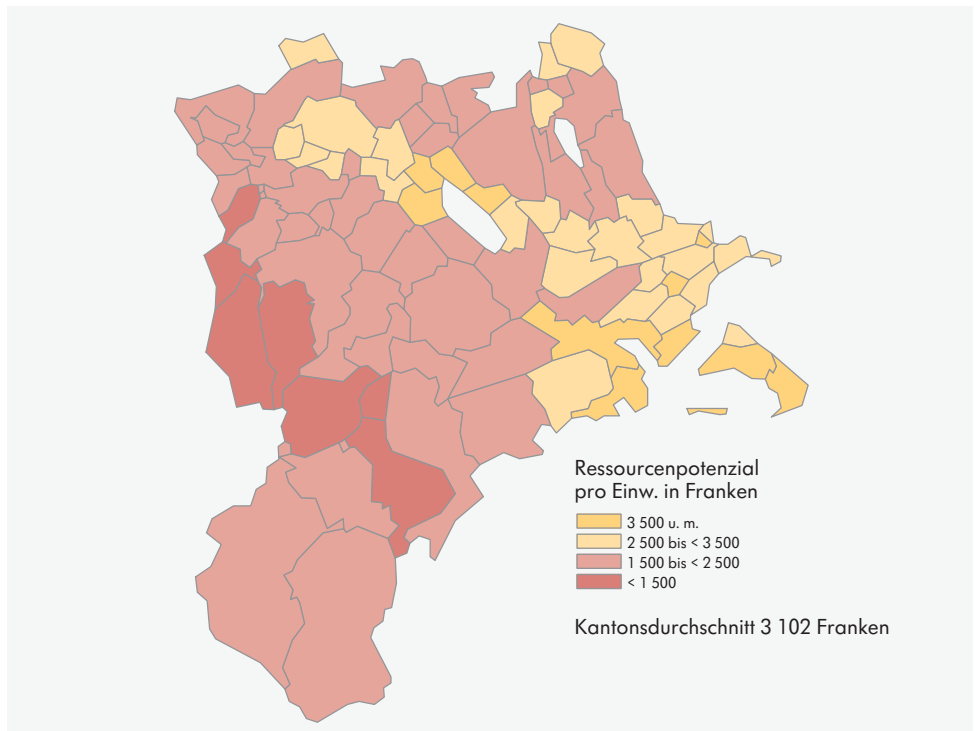 Ressourcenpotenzial
pro Einw. in Franken
3 500 u. m.
2 500 bis < 3 500
1 500 bis < 2 500
< 1 500
Kantonsdurchschnitt 3 102 Franken